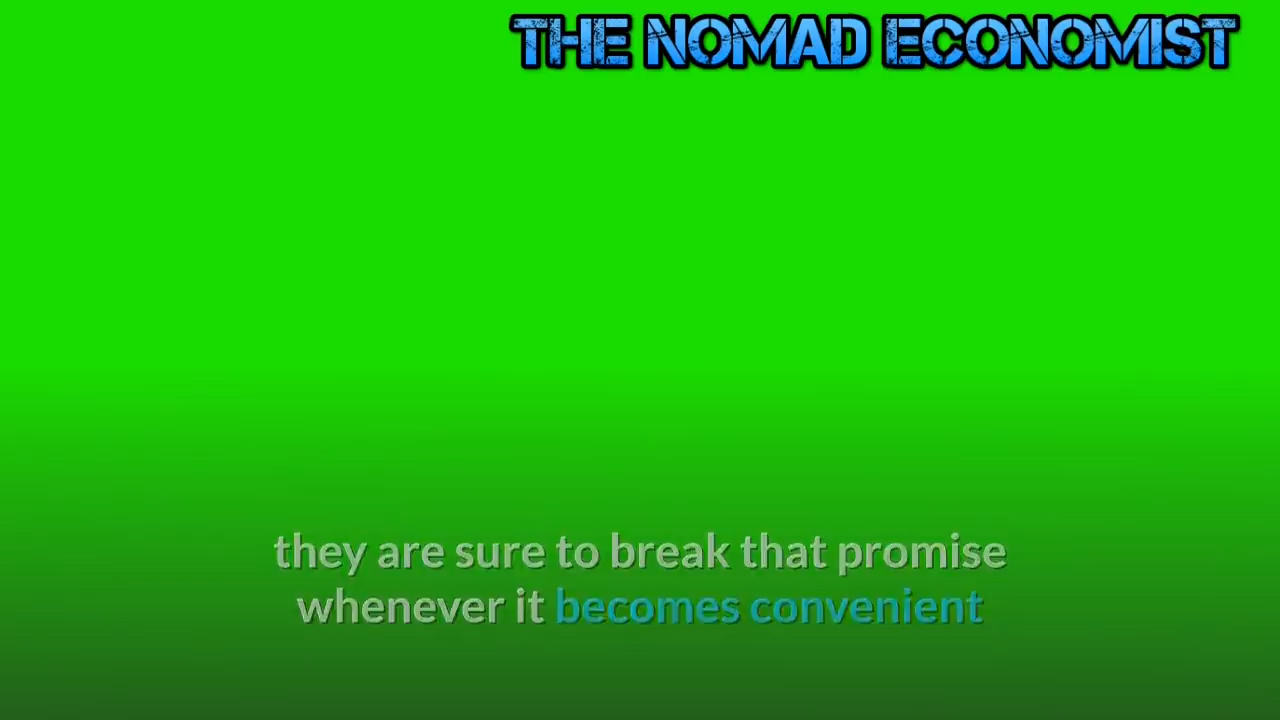 THE NOMAD ECONOMIST
they are sure to break that promise
whenever it becomes convenient